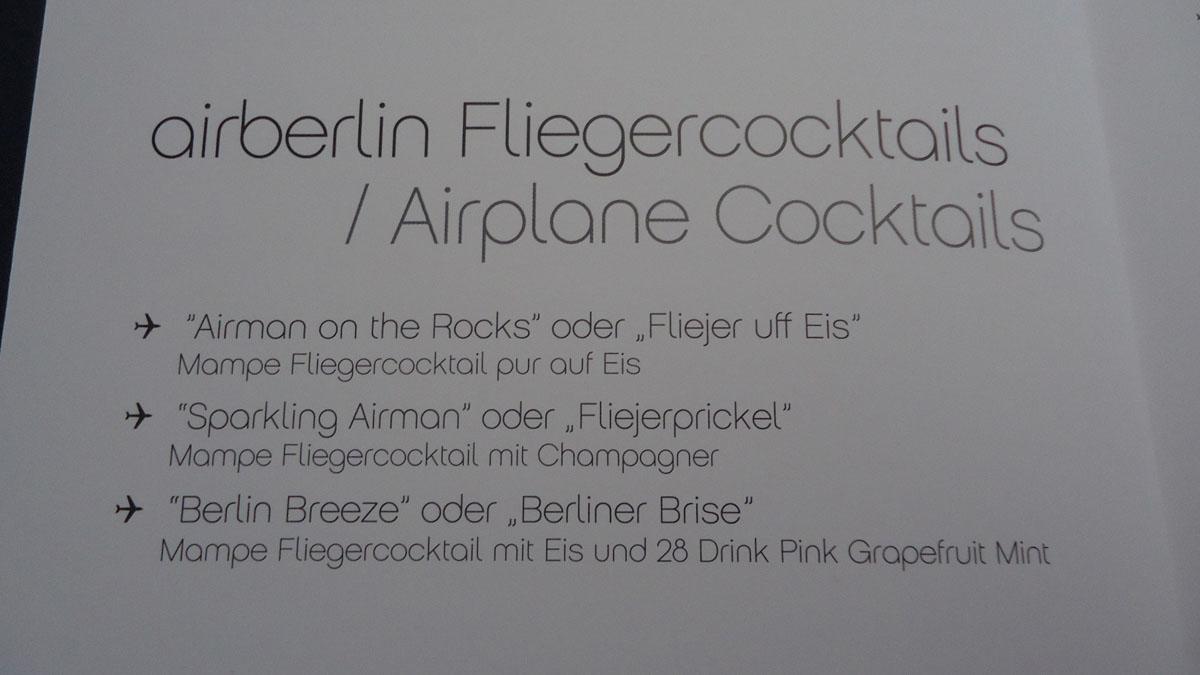 airberlin Fliegercocktails
/ Airplane Cocktails
”Airman on the Rocks” oder „Fliejer uff Eis”
Mampe Fliegercocktail pur auf Eis
“Sparkling Airman” oder „Fliejerprickel”
Mampe Fliegercocktail mit Champagner
“Berlin Breeze” oder „Berliner Brise”
Mampe Fliegercocktail mit Eis und 28 Drink Pink Grapefruit Mint